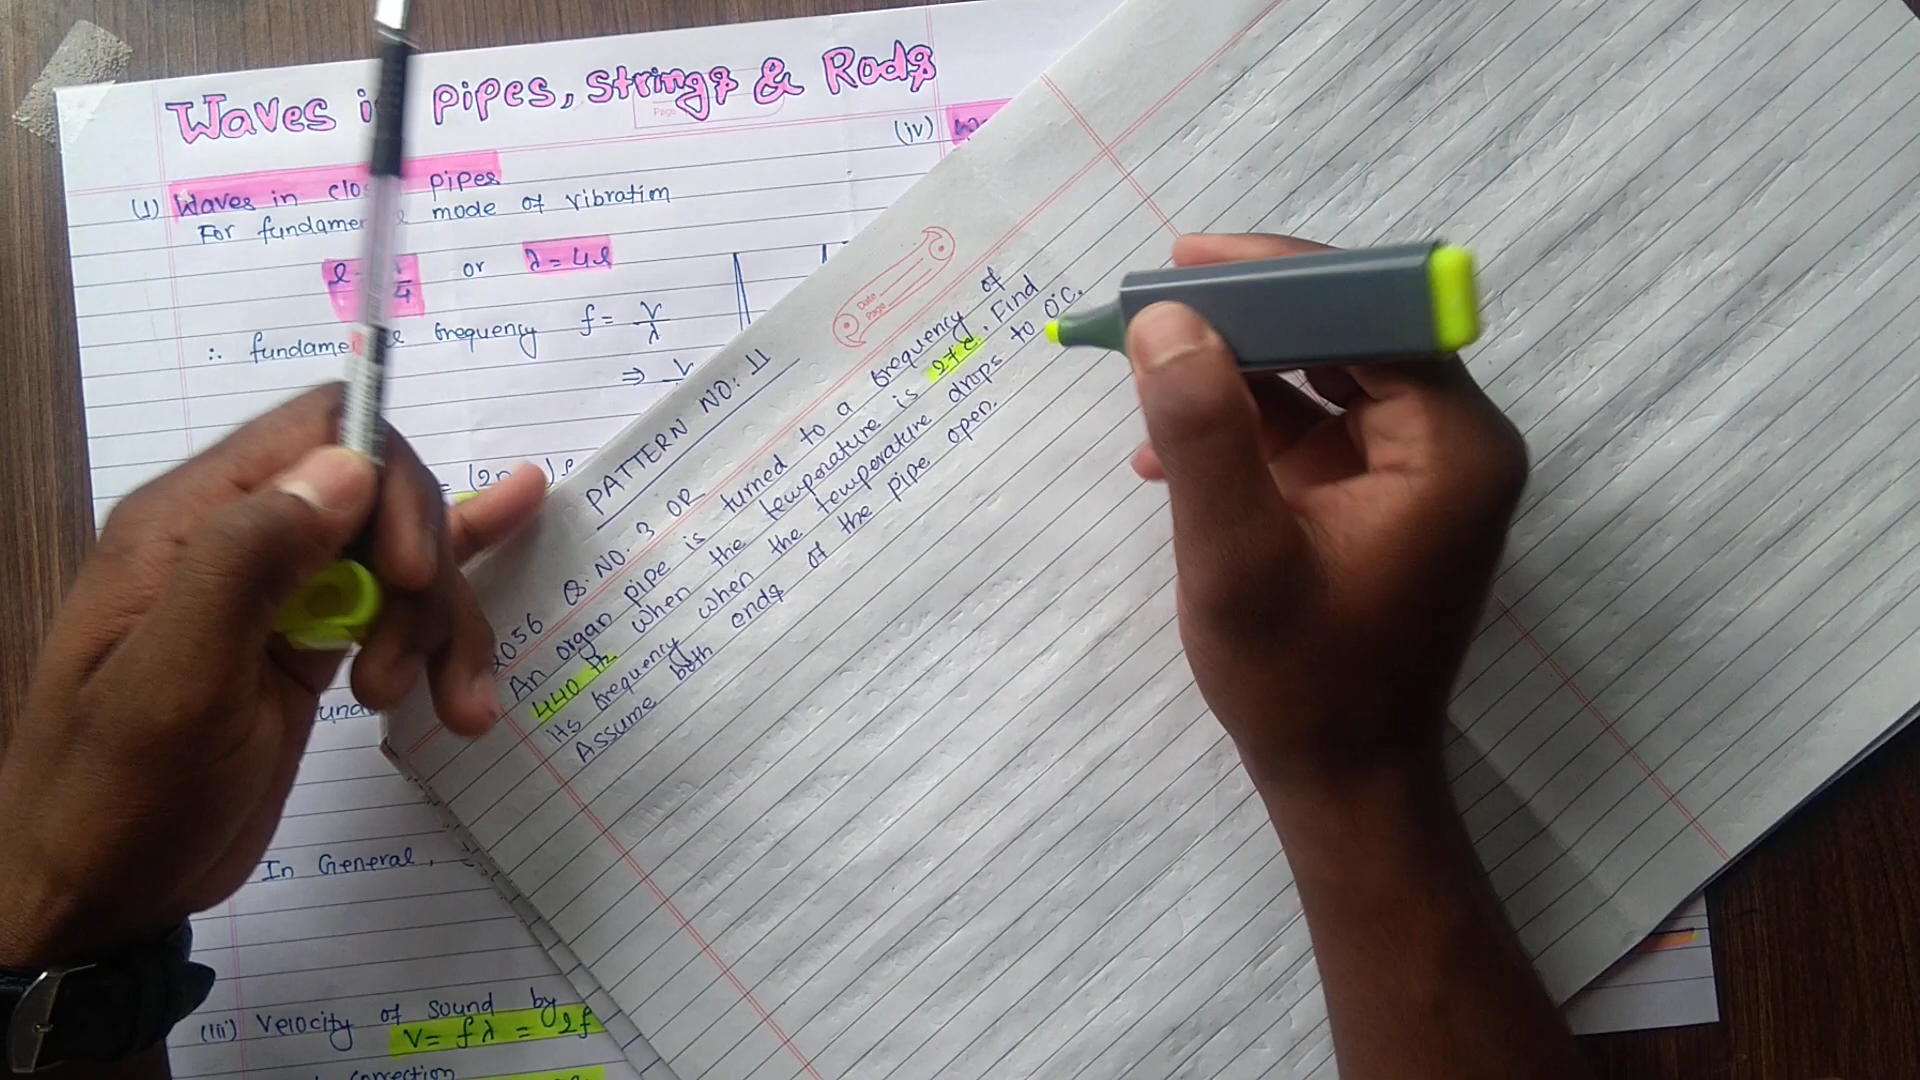 Waves i pipes, Strings & Rods
(iv)
(i) Waves in clo pipes
For fundame mode of vibration
l = 4 or λ = 4l
∴ fundame frequency f = V/λ
⇒ V
= (2n )
In General,
(iii) Velocity of sound by
V = fλ = 2f
correction
Date
Page
PATTERN NO: 11
2056 Q. NO. 3 OR
An organ pipe is turned to a frequency of
440 Hz when the temperature is 27°C. Find
its frequency when the temperature drops to 0°C.
Assume both ends of the pipe open.